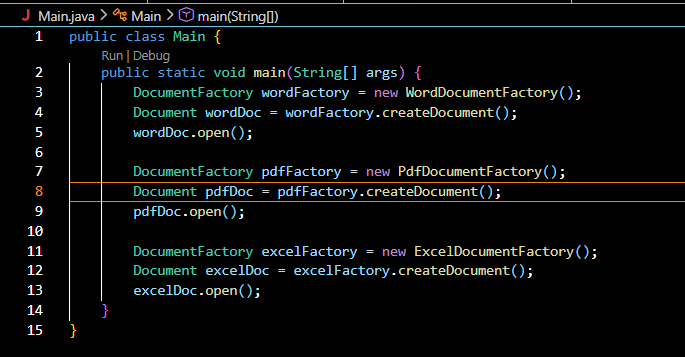 Main.java > Main > main(String[])
1 public class Main {
Run | Debug
2 public static void main(String[] args) {
3 DocumentFactory wordFactory = new WordDocumentFactory();
4 Document wordDoc = wordFactory.createDocument();
5 wordDoc.open();
6
7 DocumentFactory pdfFactory = new PdfDocumentFactory();
8 Document pdfDoc = pdfFactory.createDocument();
9 pdfDoc.open();
10
11 DocumentFactory excelFactory = new ExcelDocumentFactory();
12 Document excelDoc = excelFactory.createDocument();
13 excelDoc.open();
14 }
15 }